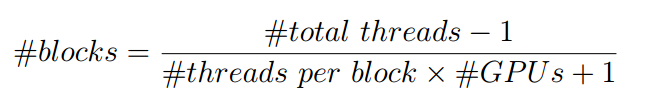 #blocks = #total threads − 1
#threads per block × #GPUs + 1